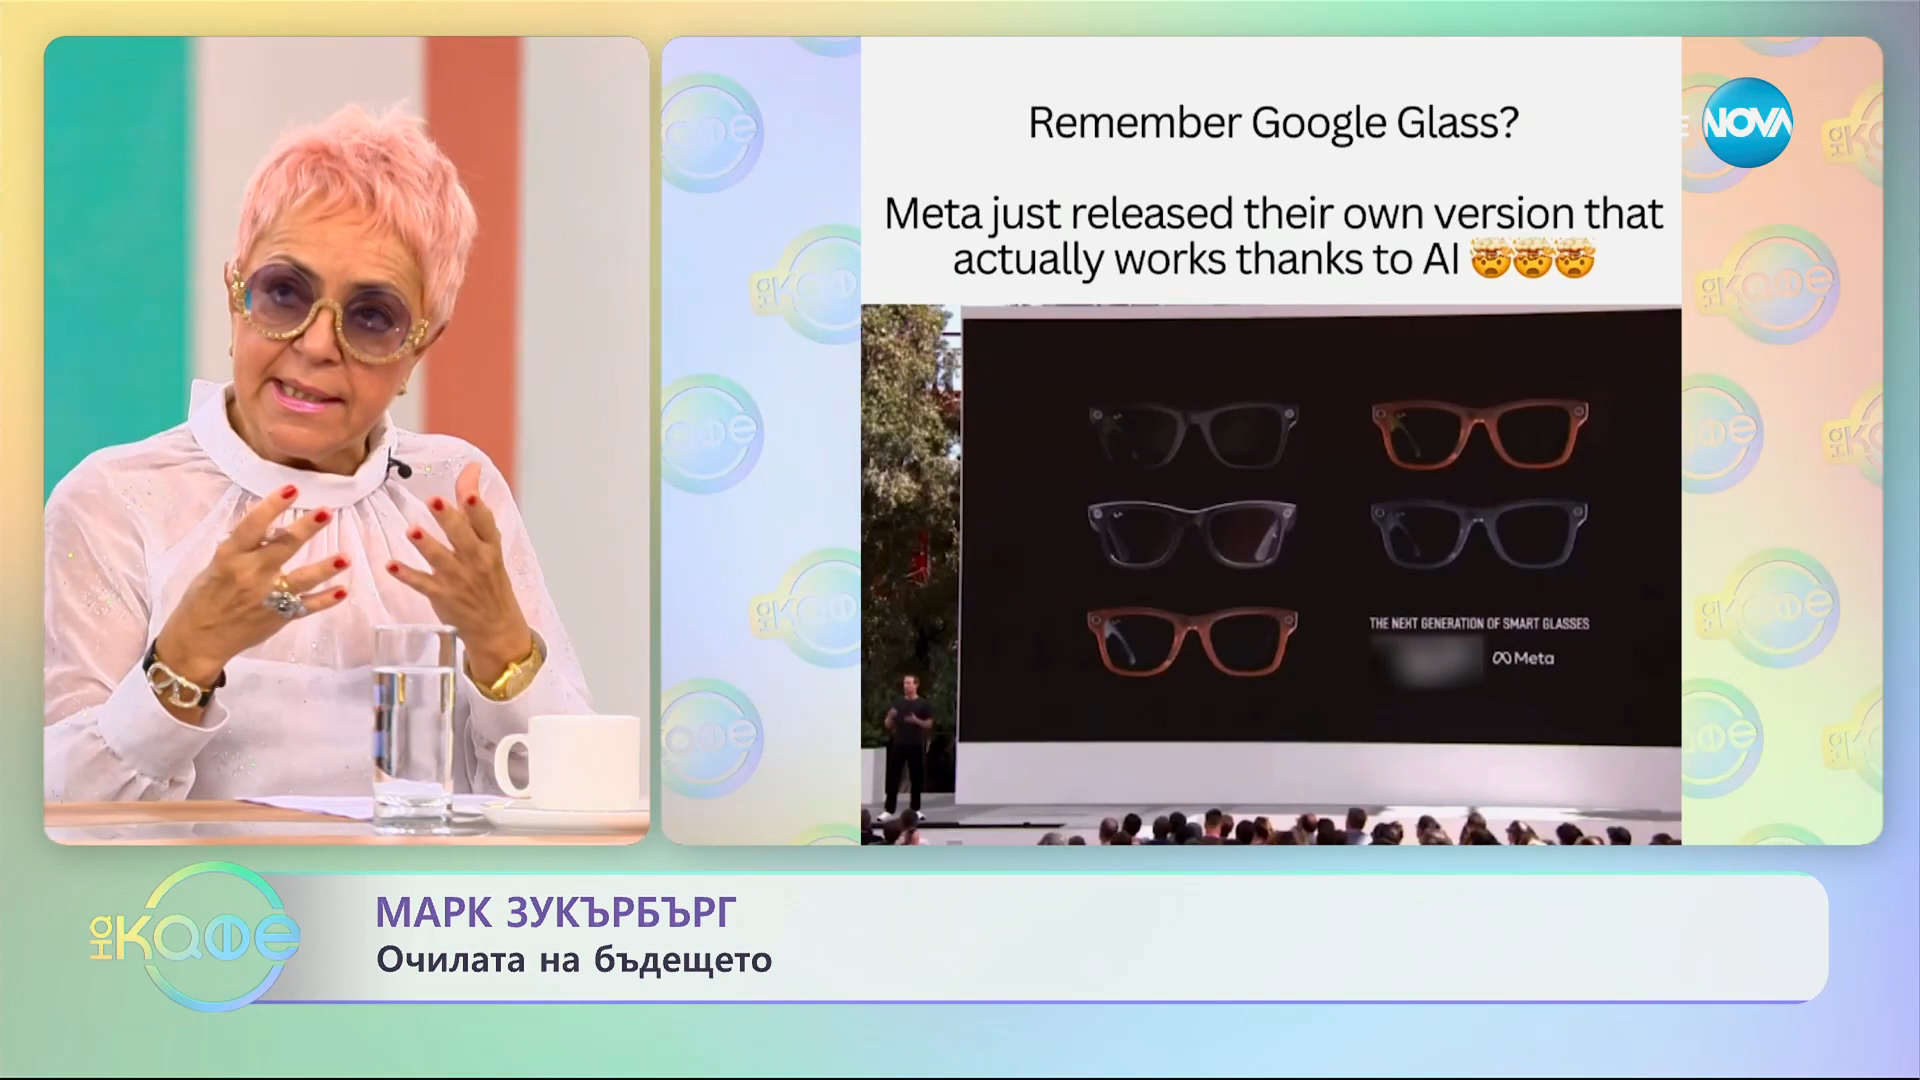 Remember Google Glass?
Meta just released their own version that
actually works thanks to AI 🤯🤯🤯
NOVA
THE NEXT GENERATION OF SMART GLASSES
Meta
на КАФЕ
МАРК ЗУКЪРБЪРГ
Очилата на бъдещето